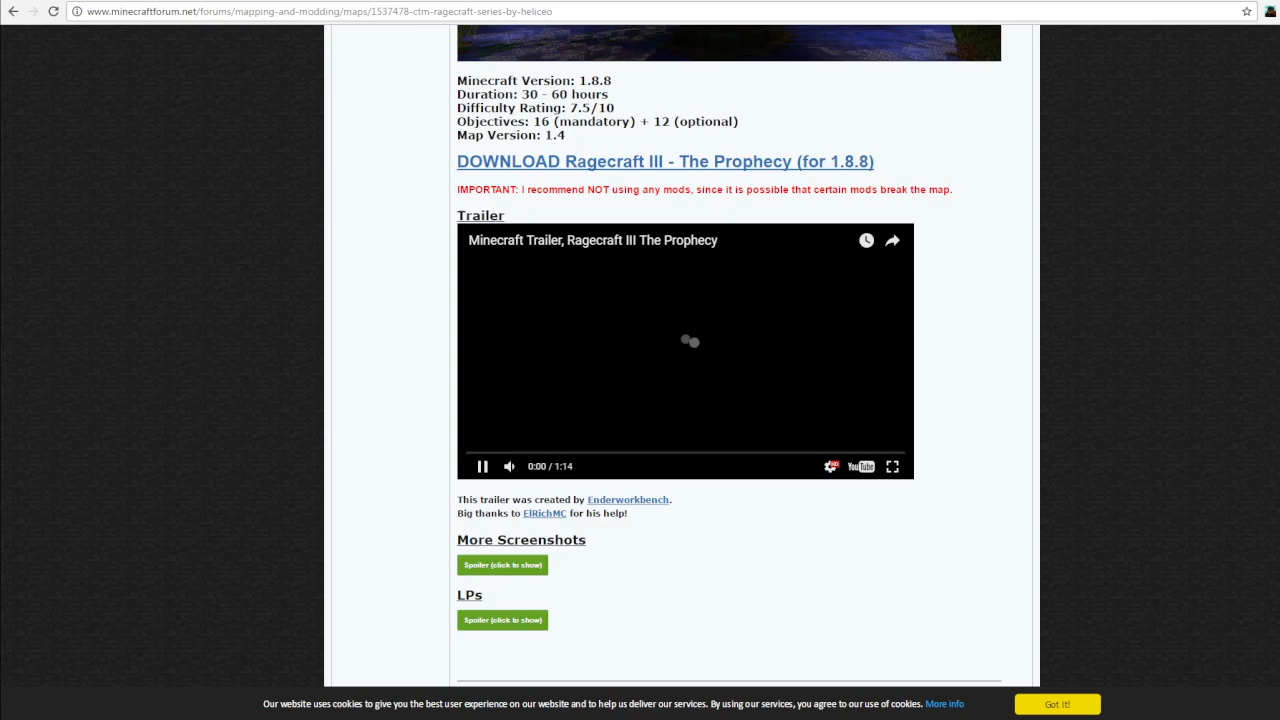 www.minecraftforum.net/forums/mapping-and-modding/maps/1537478-ctm-ragecraft-series-by-heliceo
Minecraft Version: 1.8.8
Duration: 30 - 60 hours
Difficulty Rating: 7.5/10
Objectives: 16 (mandatory) + 12 (optional)
Map Version: 1.4
DOWNLOAD Ragecraft III - The Prophecy (for 1.8.8)
IMPORTANT: I recommend NOT using any mods, since it is possible that certain mods break the map.
Trailer
Minecraft Trailer, Ragecraft III The Prophecy
0:00 / 1:14
HD
YouTube
This trailer was created by Enderworkbench.
Big thanks to ElRichMC for his help!
More Screenshots
Spoiler (click to show)
LPs
Spoiler (click to show)
Our website uses cookies to give you the best user experience on our website and to help us deliver our services. By using our services, you agree to our use of cookies. More info
Got it!